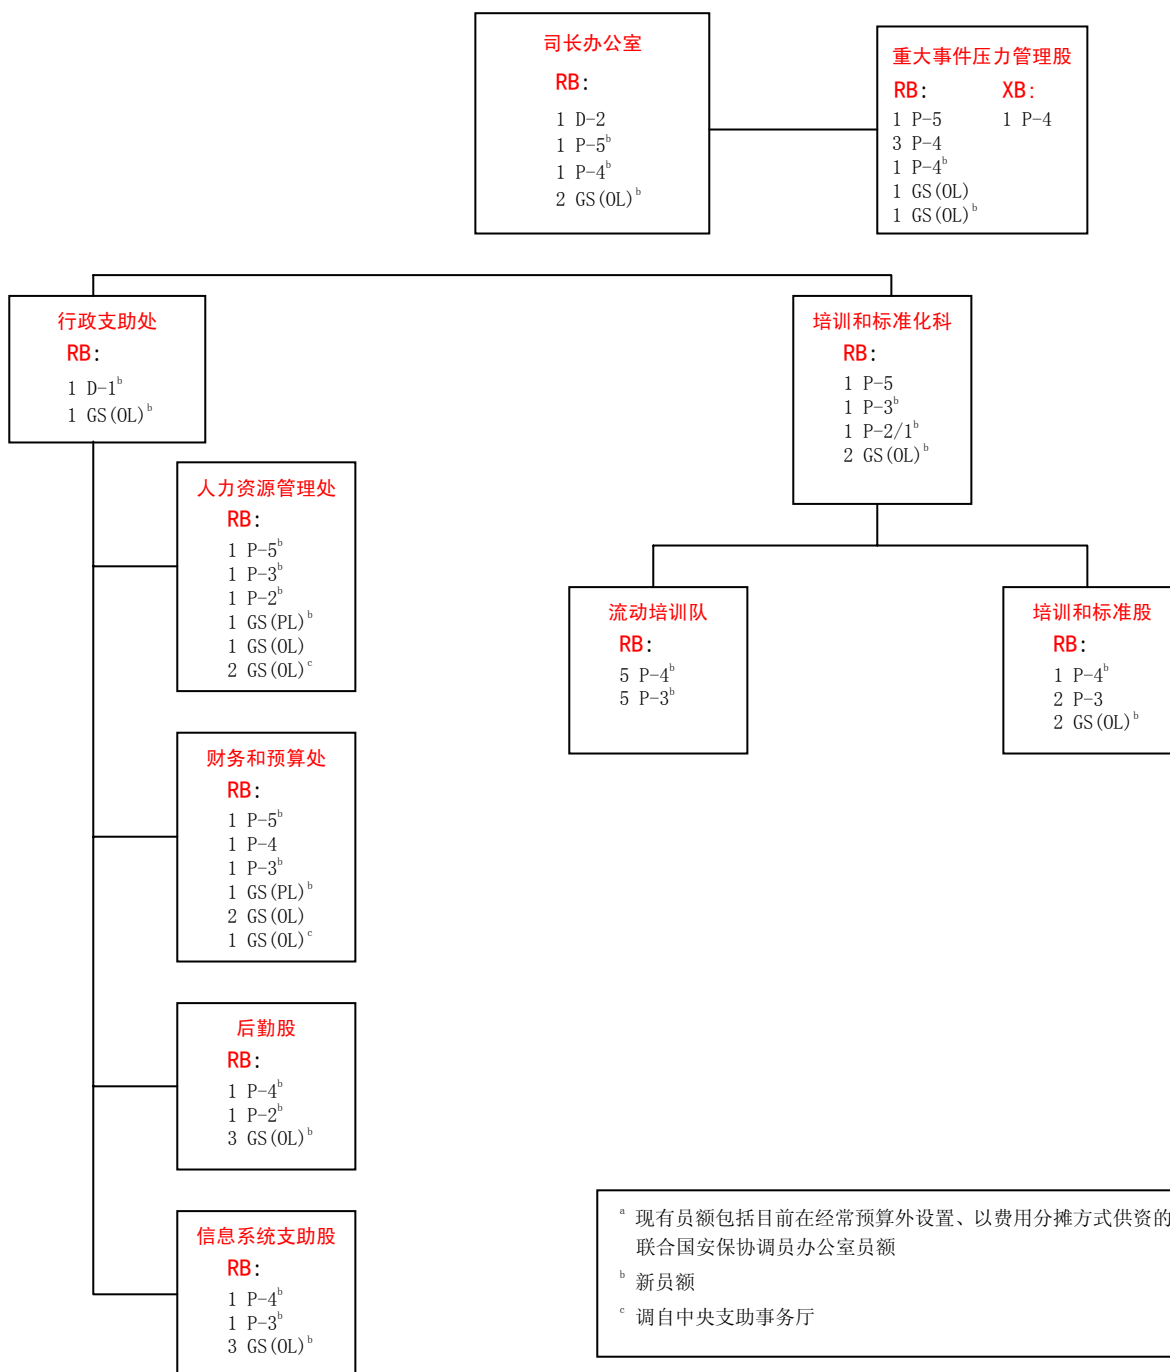 司长办公室
RB:
1 D-2
1 P-5ᵇ
1 P-4ᵇ
2 GS(OL)ᵇ
重大事件压力管理股
RB: XB:
1 P-5 1 P-4
3 P-4
1 P-4ᵇ
1 GS(OL)
1 GS(OL)ᵇ
行政支助处
RB:
1 D-1ᵇ
1 GS(OL)ᵇ
培训和标准化科
RB:
1 P-5
1 P-3ᵇ
1 P-2/1ᵇ
2 GS(OL)ᵇ
人力资源管理处
RB:
1 P-5ᵇ
1 P-3ᵇ
1 P-2ᵇ
1 GS(PL)ᵇ
1 GS(OL)
2 GS(OL)ᶜ
流动培训队
RB:
5 P-4ᵇ
5 P-3ᵇ
培训和标准股
RB:
1 P-4ᵇ
2 P-3
2 GS(OL)ᵇ
财务和预算处
RB:
1 P-5ᵇ
1 P-4
1 P-3ᵇ
1 GS(PL)ᵇ
2 GS(OL)
1 GS(OL)ᶜ
后勤股
RB:
1 P-4ᵇ
1 P-2ᵇ
3 GS(OL)ᵇ
信息系统支助股
RB:
1 P-4ᵇ
1 P-3ᵇ
3 GS(OL)ᵇ
ᵃ 现有员额包括目前在经常预算外设置、以费用分摊方式供资的
联合国安保协调员办公室员额
ᵇ 新员额
ᶜ 调自中央支助事务厅